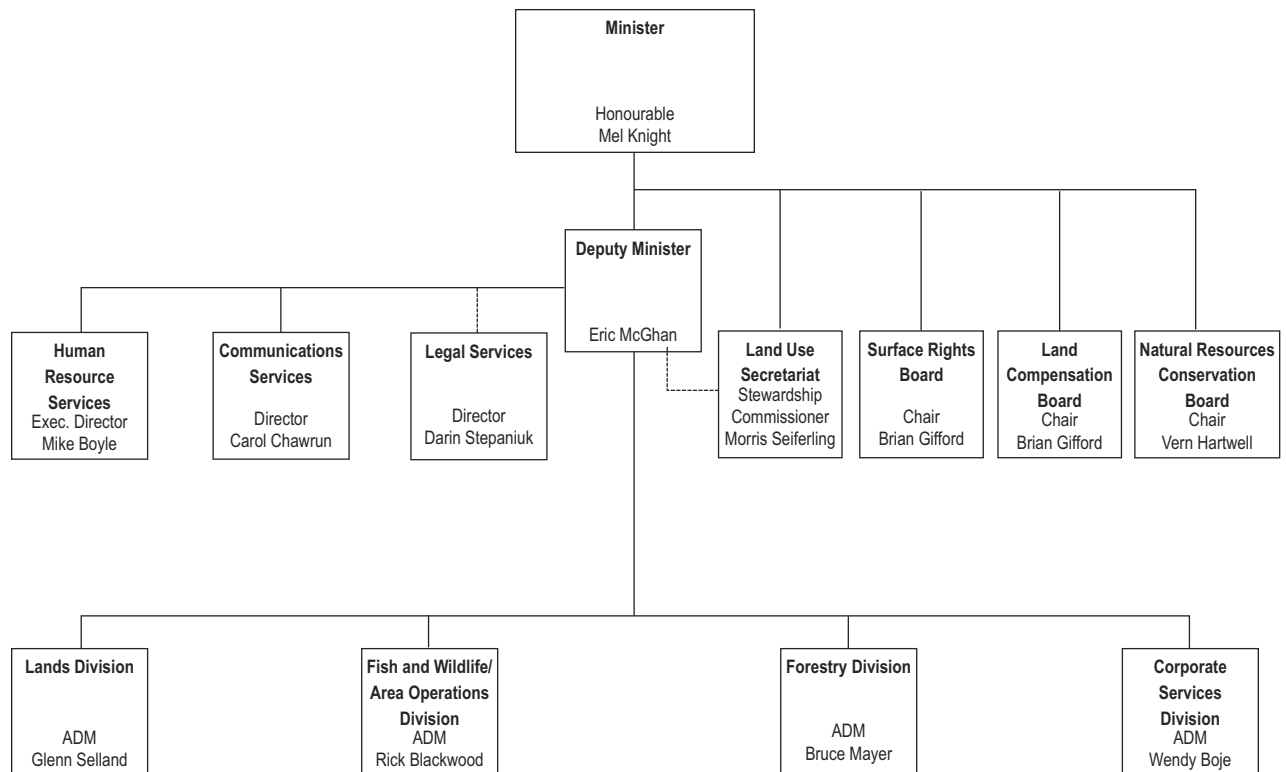 Minister
Honourable
Mel Knight
Deputy Minister
Eric McGhan
Human
Resource
Services
Exec. Director
Mike Boyle
Communications
Services
Director
Carol Chawrun
Legal Services
Director
Darin Stepaniuk
Land Use
Secretariat
Stewardship
Commissioner
Morris Seiferling
Surface Rights
Board
Chair
Brian Gifford
Land
Compensation
Board
Chair
Brian Gifford
Natural Resources
Conservation
Board
Chair
Vern Hartwell
Lands Division
ADM
Glenn Selland
Fish and Wildlife/
Area Operations
Division
ADM
Rick Blackwood
Forestry Division
ADM
Bruce Mayer
Corporate
Services
Division
ADM
Wendy Boje